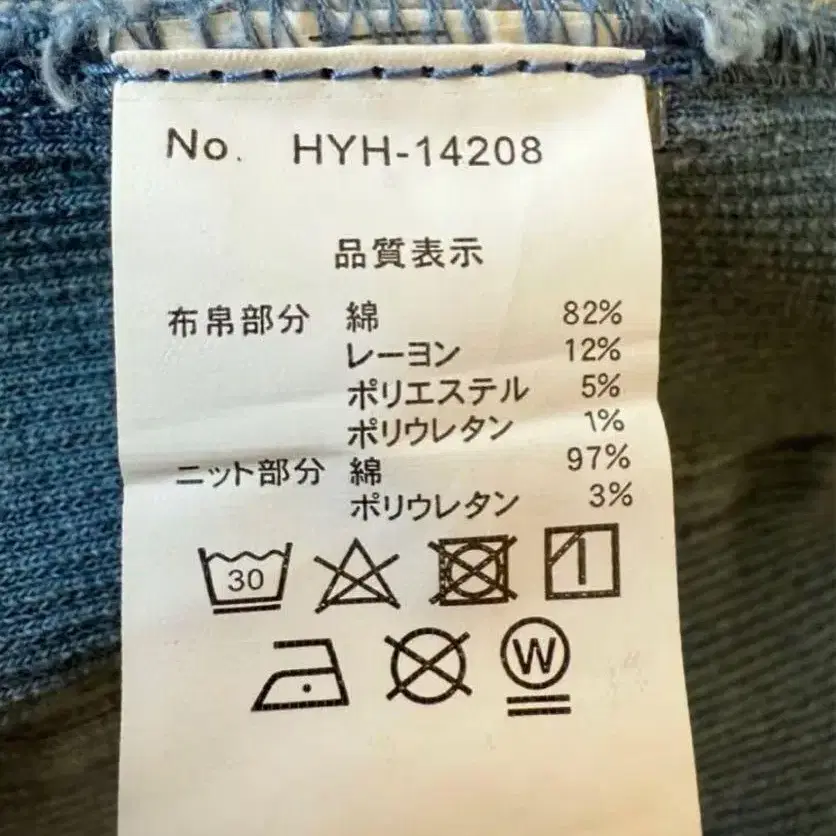 No. HYH-14208
品質表示
布帛部分 綿 82%
レーヨン 12%
ポリエステル 5%
ポリウレタン 1%
ニット部分 綿 97%
ポリウレタン 3%
30
W